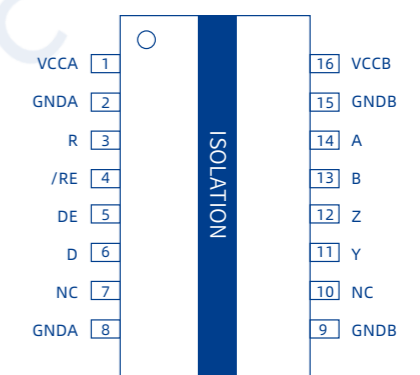 VCCA 1 16 VCCB
GNDA 2 15 GNDB
R 3 14 A
/RE 4 13 B
DE 5 12 Z
D 6 11 Y
NC 7 10 NC
GNDA 8 9 GNDB
ISOLATION